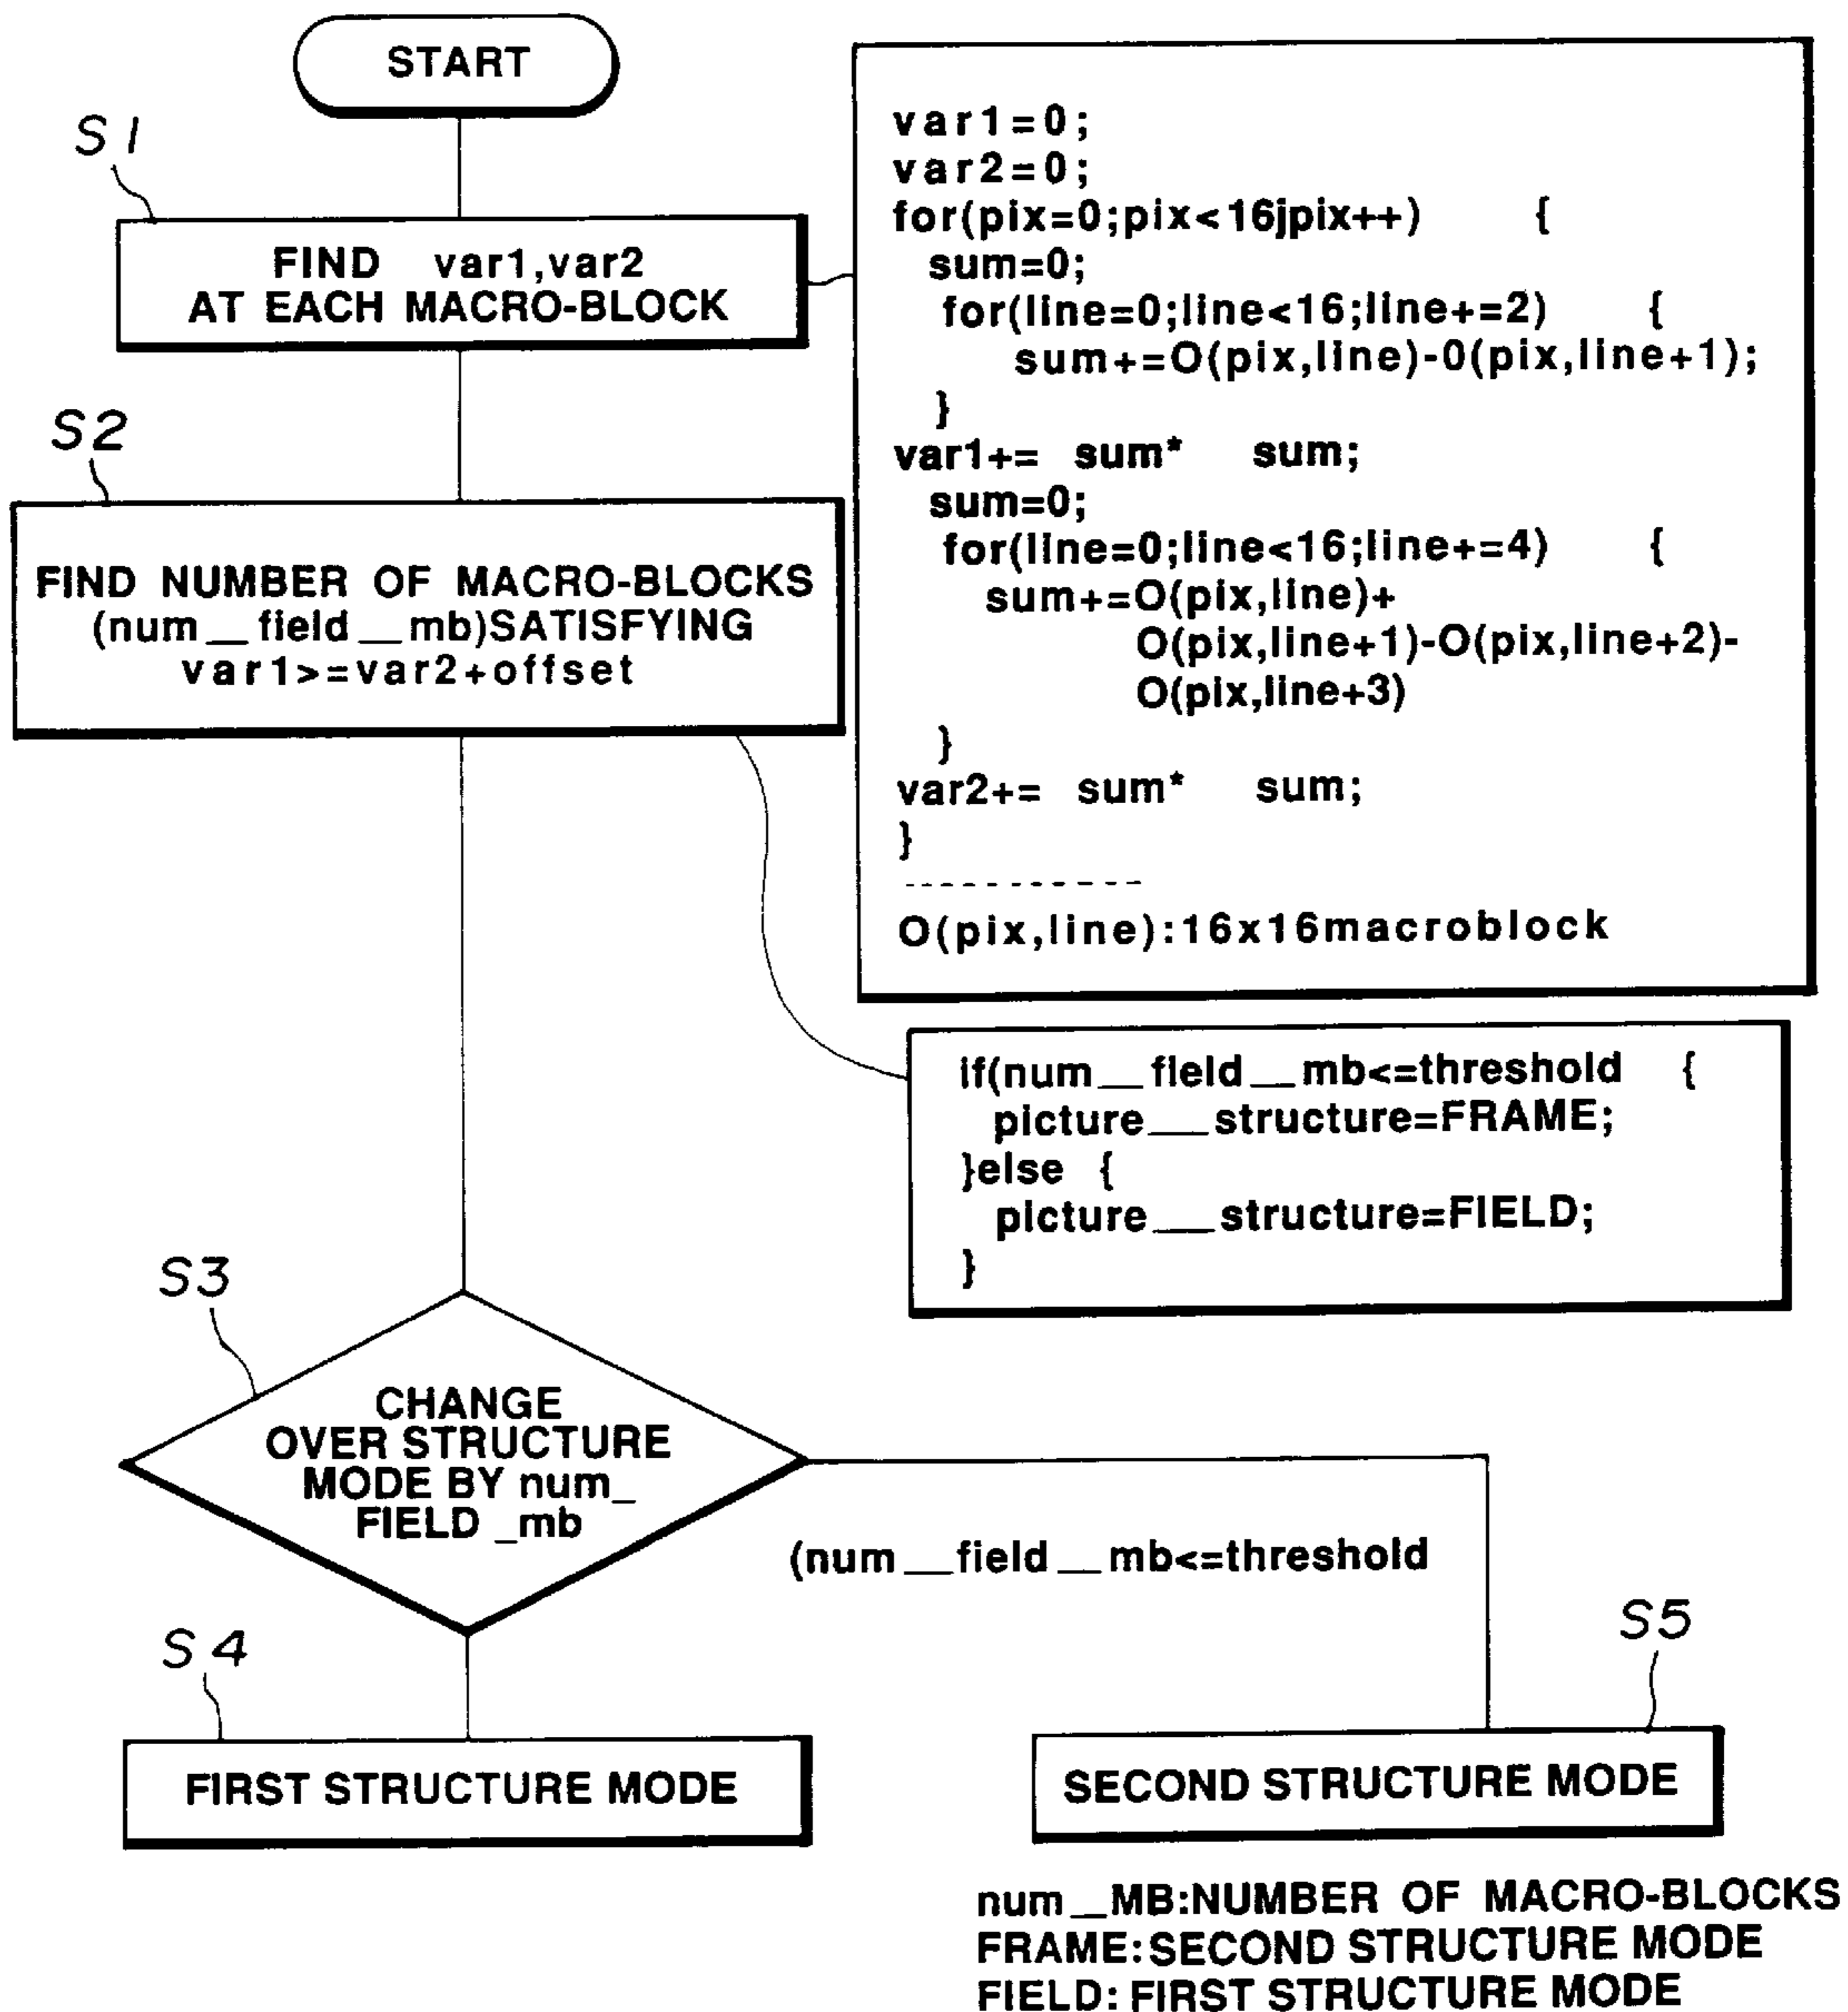 START
S1
FIND var1,var2
AT EACH MACRO-BLOCK
var1=0;
var2=0;
for(pix=0;pix<16jpix++) {
sum=0;
for(line=0;line<16;line+=2) {
sum+=O(pix,line)-0(pix,line+1);
}
var1+= sum* sum;
sum=0;
for(line=0;line<16;line+=4) {
sum+=O(pix,line)+
O(pix,line+1)-O(pix,line+2)-
O(pix,line+3)
}
var2+= sum* sum;
}
------------
O(pix,line):16x16macroblock
S2
FIND NUMBER OF MACRO-BLOCKS
(num__field__mb)SATISFYING
var1>=var2+offset
if(num__field__mb<=threshold {
picture__structure=FRAME;
}else {
picture__structure=FIELD;
}
S3
CHANGE
OVER STRUCTURE
MODE BY num_
FIELD _mb
(num__field__mb<=threshold
S4
FIRST STRUCTURE MODE
S5
SECOND STRUCTURE MODE
num_MB:NUMBER OF MACRO-BLOCKS
FRAME:SECOND STRUCTURE MODE
FIELD: FIRST STRUCTURE MODE